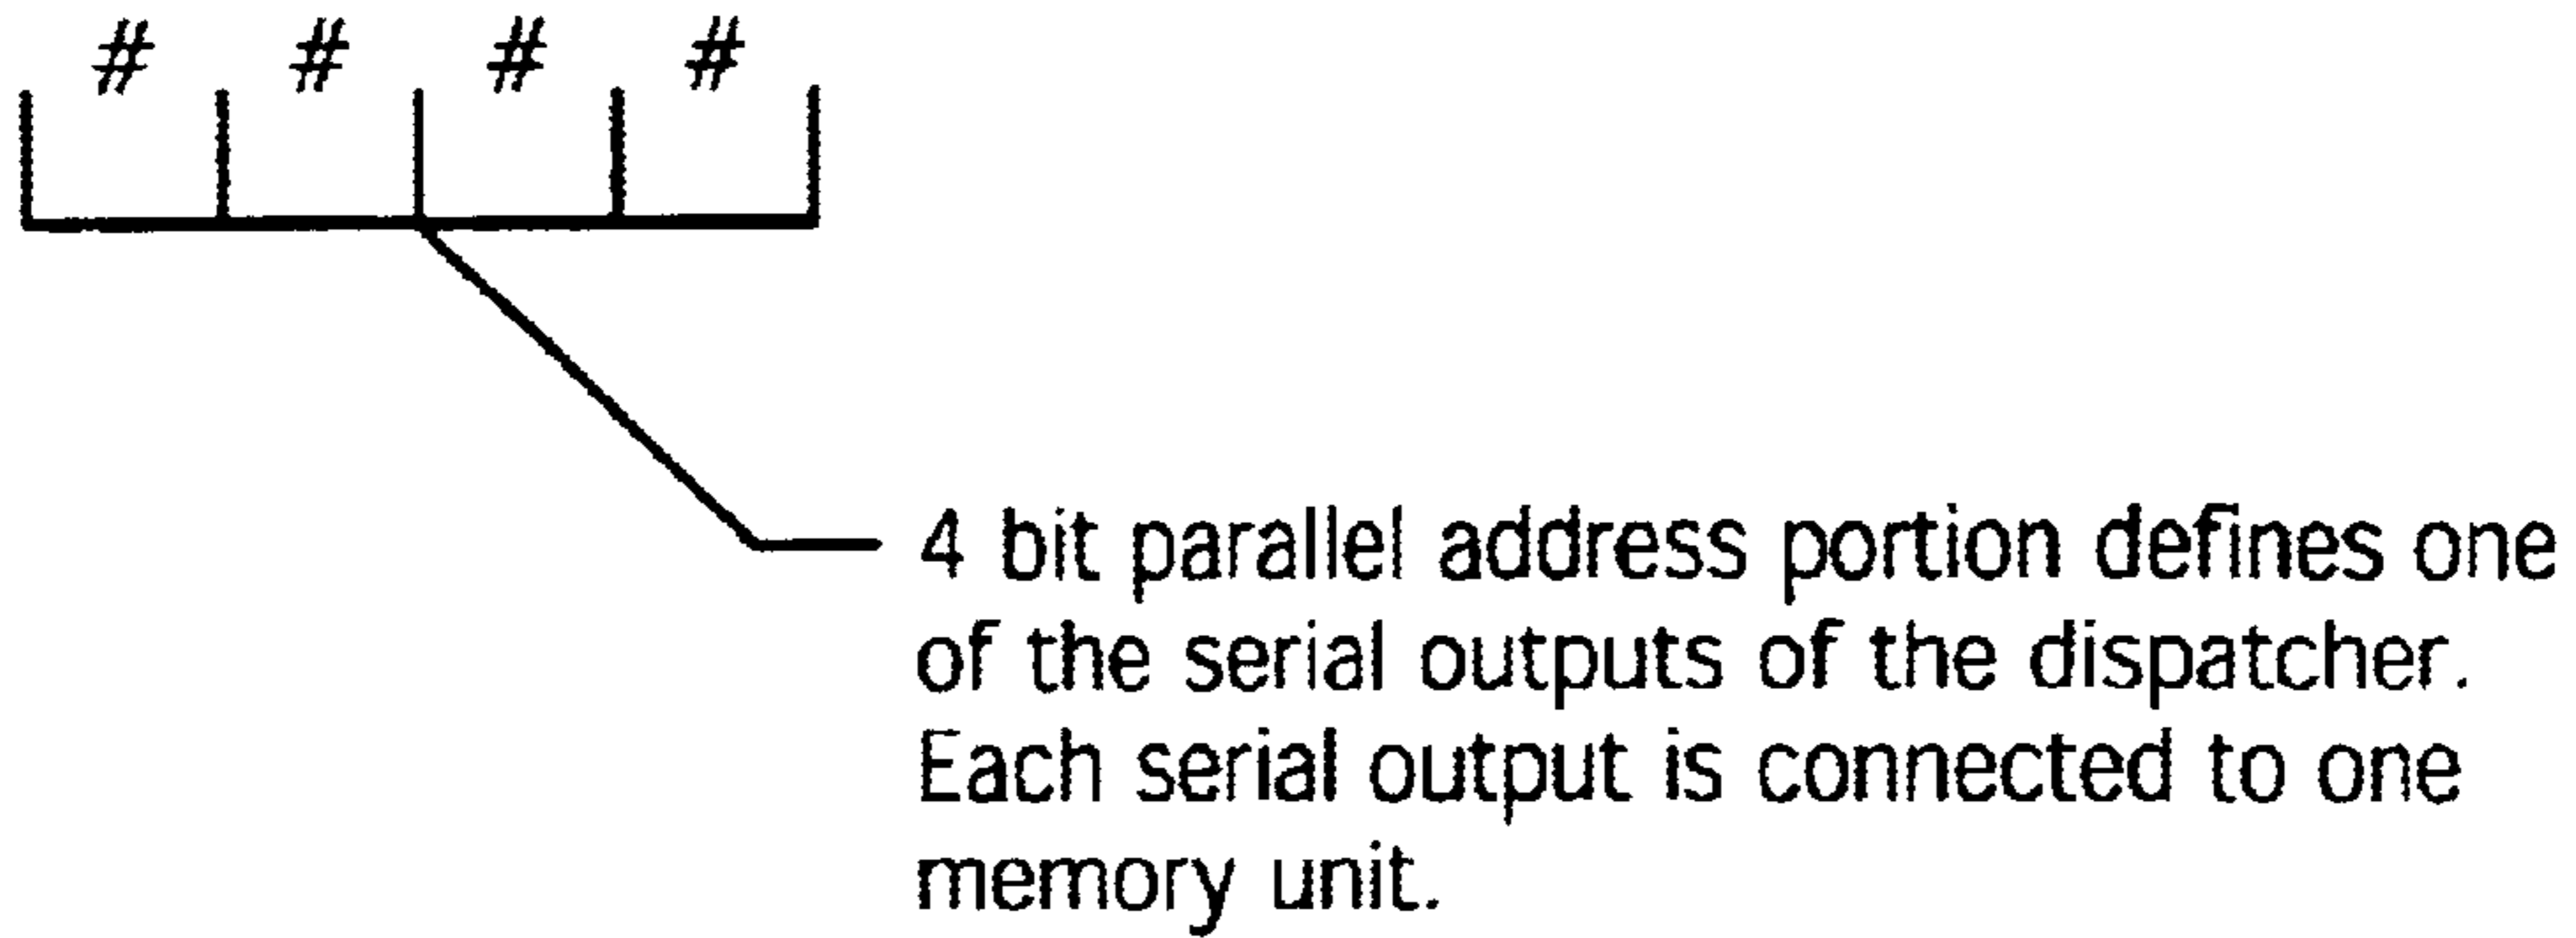 # # # #
4 bit parallel address portion defines one
of the serial outputs of the dispatcher.
Each serial output is connected to one
memory unit.